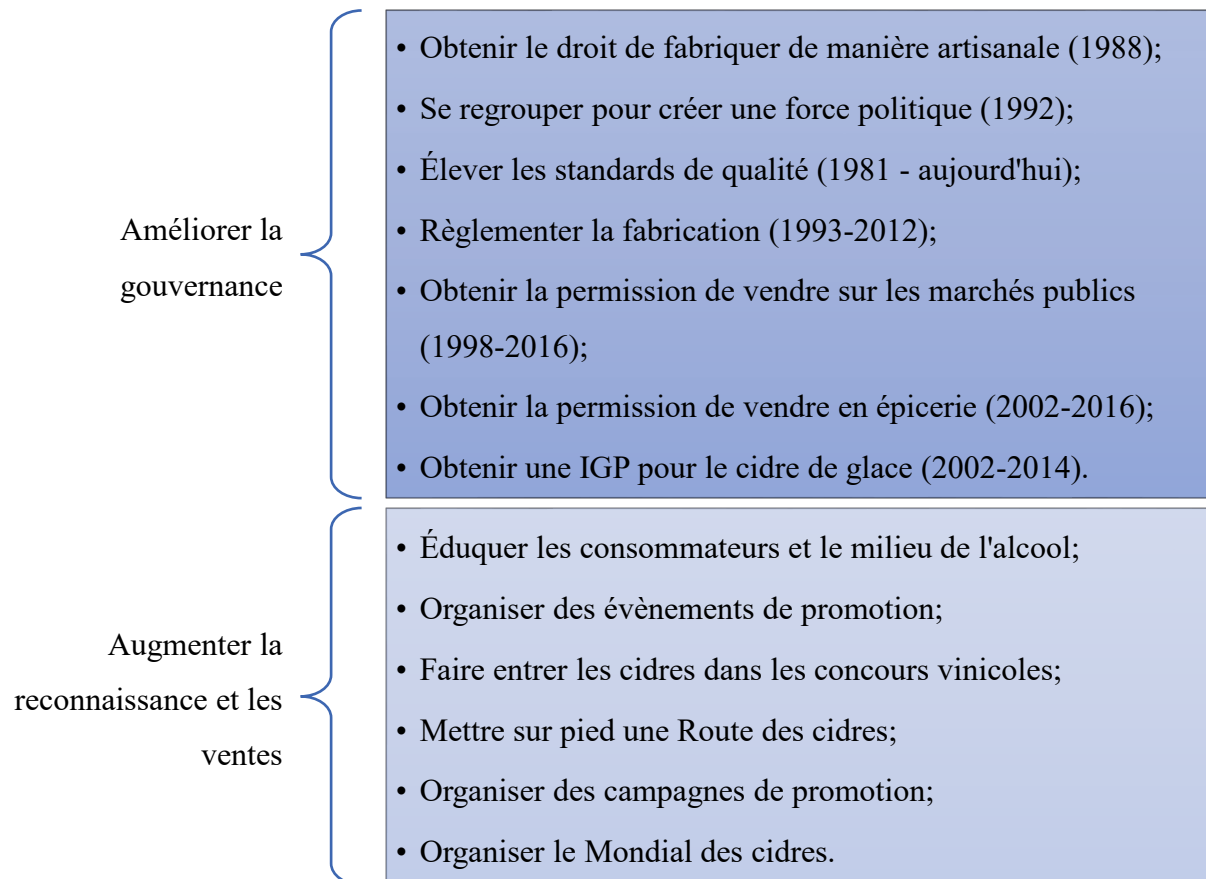 Améliorer la
gouvernance
• Obtenir le droit de fabriquer de manière artisanale (1988);
• Se regrouper pour créer une force politique (1992);
• Élever les standards de qualité (1981 - aujourd'hui);
• Règlementer la fabrication (1993-2012);
• Obtenir la permission de vendre sur les marchés publics
(1998-2016);
• Obtenir la permission de vendre en épicerie (2002-2016);
• Obtenir une IGP pour le cidre de glace (2002-2014).
Augmenter la
reconnaissance et les
ventes
• Éduquer les consommateurs et le milieu de l'alcool;
• Organiser des évènements de promotion;
• Faire entrer les cidres dans les concours vinicoles;
• Mettre sur pied une Route des cidres;
• Organiser des campagnes de promotion;
• Organiser le Mondial des cidres.